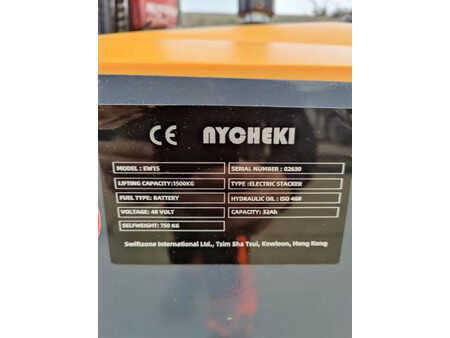 CE NYCHEKI
MODEL : EW15 SERIAL NUMBER : 02630
LIFTING CAPACITY:1500KG TYPE :ELECTRIC STACKER
FUEL TYPE: BATTERY HYDRAULIC OIL : ISO 46#
VOLTAGE: 48 VOLT CAPACITY: 32Ah
SELFWEIGHT: 750 KG
Swiftzone International Ltd., Tsim Sha Tsui, Kowloon, Hong Kong